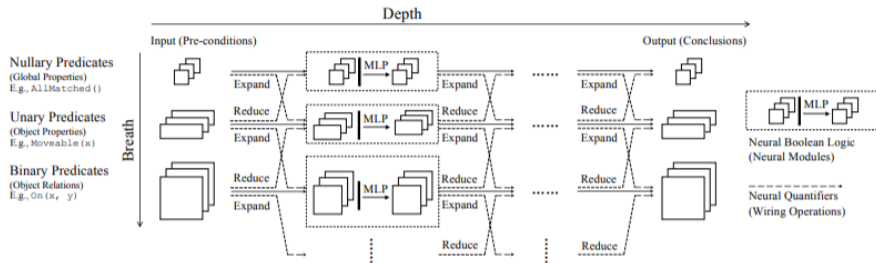 Depth
Input (Pre-conditions)
Output (Conclusions)
Nullary Predicates
(Global Properties)
E.g., AllMatched()
MLP
Expand
Expand
......
Expand
Reduce
Reduce
Reduce
Unary Predicates
(Object Properties)
E.g., Moveable(x)
MLP
Expand
Expand
......
Expand
MLP
Neural Boolean Logic
(Neural Modules)
Breath
Binary Predicates
(Object Relations)
E.g., On(x, y)
Reduce
MLP
Reduce
Reduce
Expand
Expand
......
Expand
Neural Quantifiers
(Wiring Operations)
Reduce
Reduce